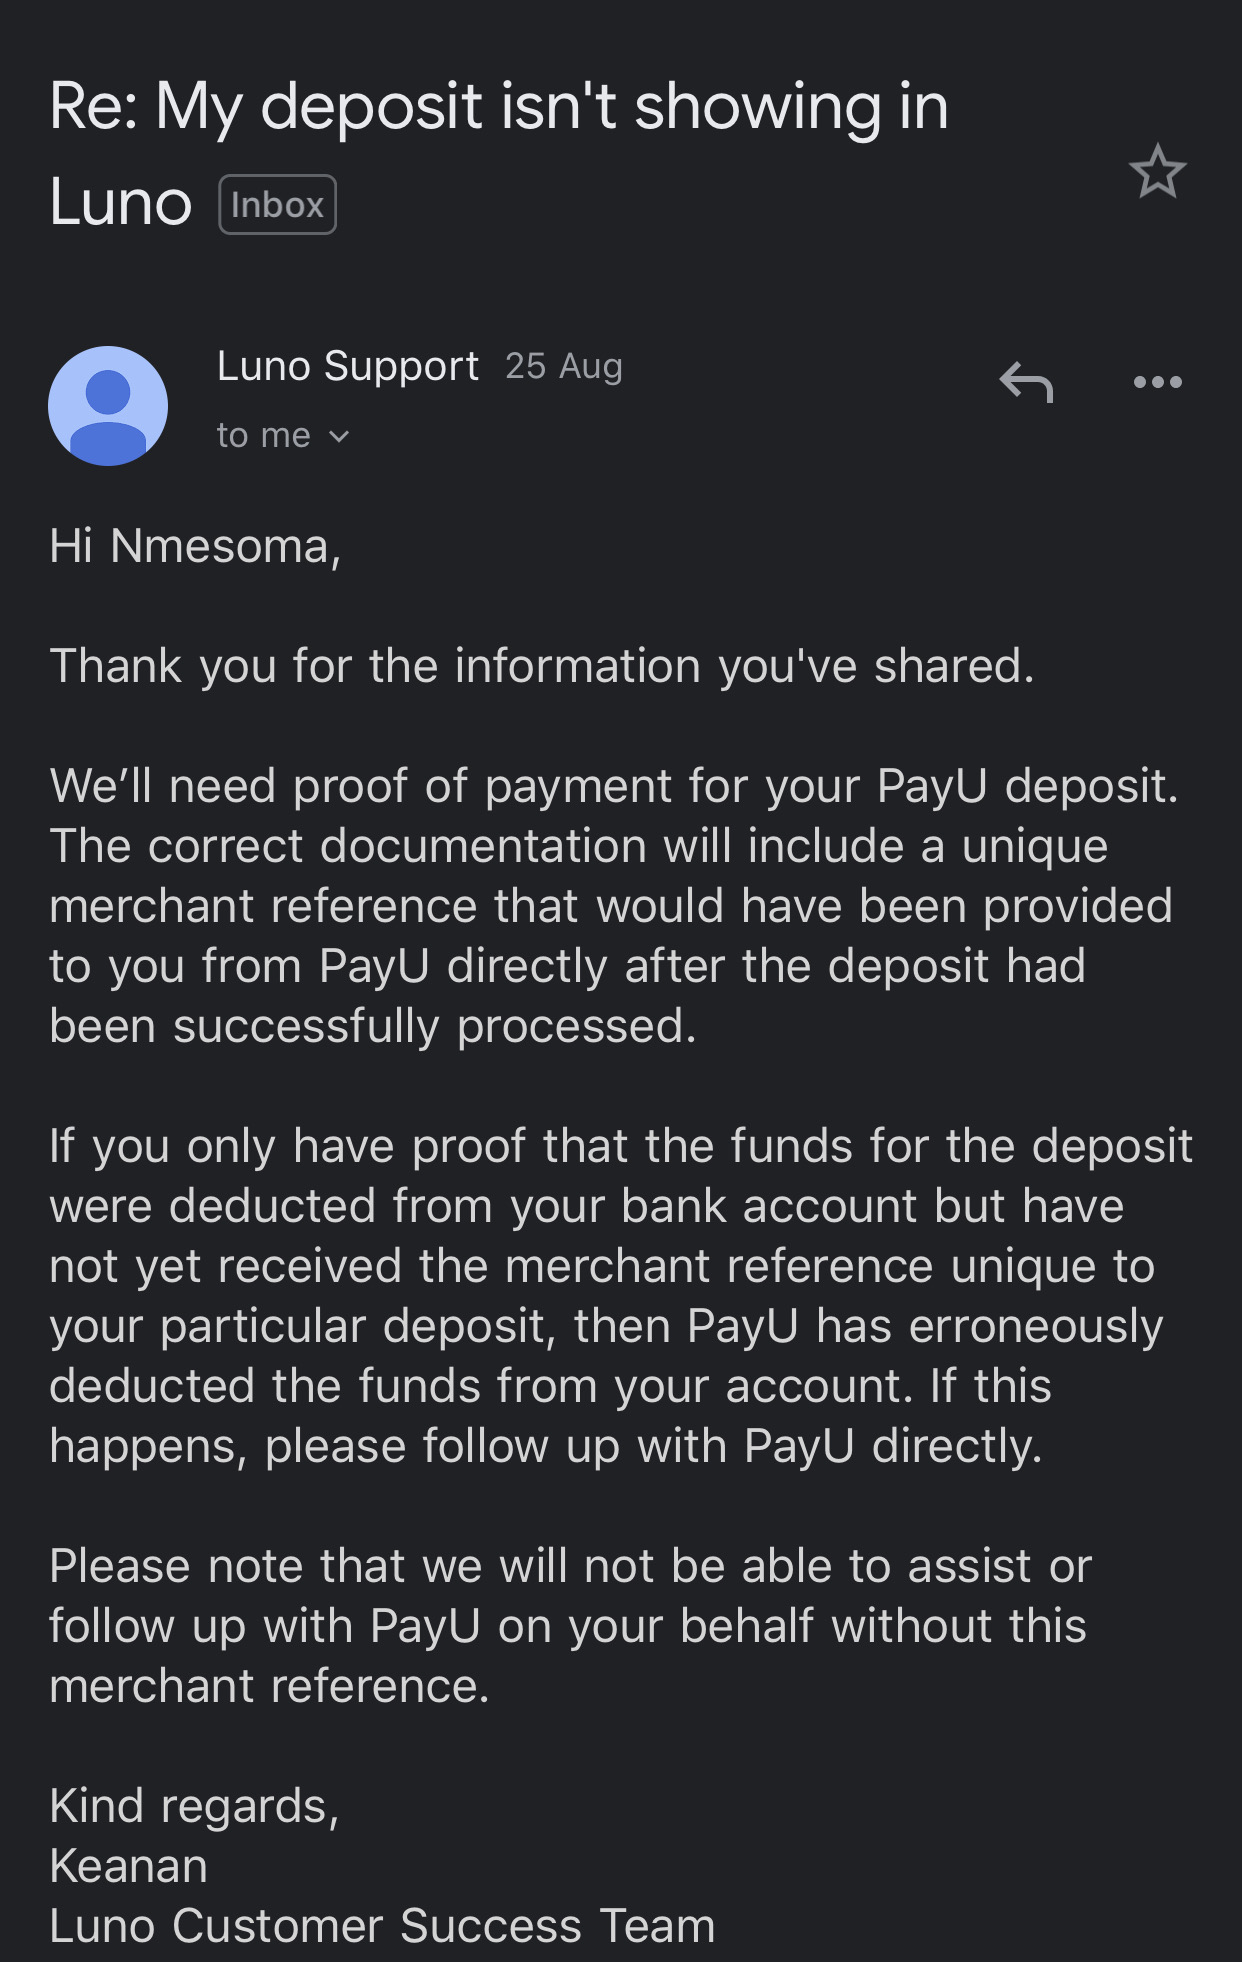 Re: My deposit isn't showing in
Luno Inbox
Luno Support 25 Aug
to me
Hi Nmesoma,
Thank you for the information you've shared.
We’ll need proof of payment for your PayU deposit.
The correct documentation will include a unique
merchant reference that would have been provided
to you from PayU directly after the deposit had
been successfully processed.
If you only have proof that the funds for the deposit
were deducted from your bank account but have
not yet received the merchant reference unique to
your particular deposit, then PayU has erroneously
deducted the funds from your account. If this
happens, please follow up with PayU directly.
Please note that we will not be able to assist or
follow up with PayU on your behalf without this
merchant reference.
Kind regards,
Keanan
Luno Customer Success Team